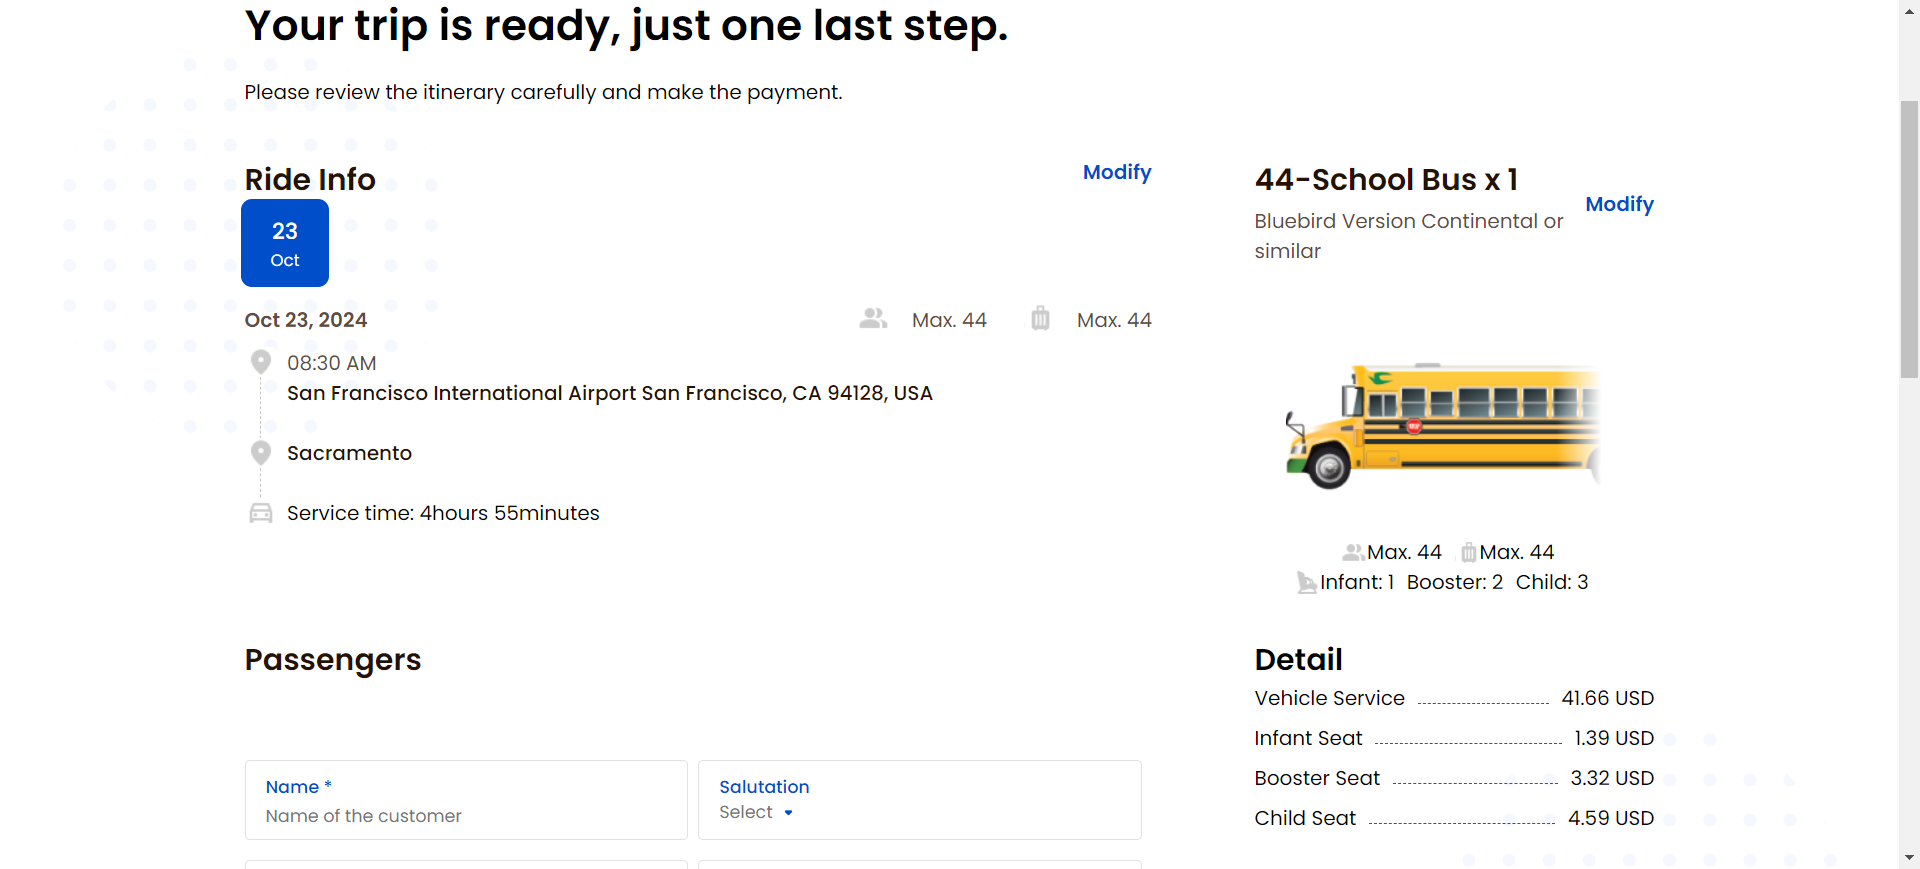 Your trip is ready, just one last step.
Please review the itinerary carefully and make the payment.
Ride Info
Modify
23
Oct
Oct 23, 2024
Max. 44
Max. 44
08:30 AM
San Francisco International Airport San Francisco, CA 94128, USA
Sacramento
Service time: 4hours 55minutes
44-School Bus x 1
Modify
Bluebird Version Continental or
similar
Max. 44 Max. 44
Infant: 1 Booster: 2 Child: 3
Passengers
Name *
Name of the customer
Salutation
Select
Detail
Vehicle Service 41.66 USD
Infant Seat 1.39 USD
Booster Seat 3.32 USD
Child Seat 4.59 USD